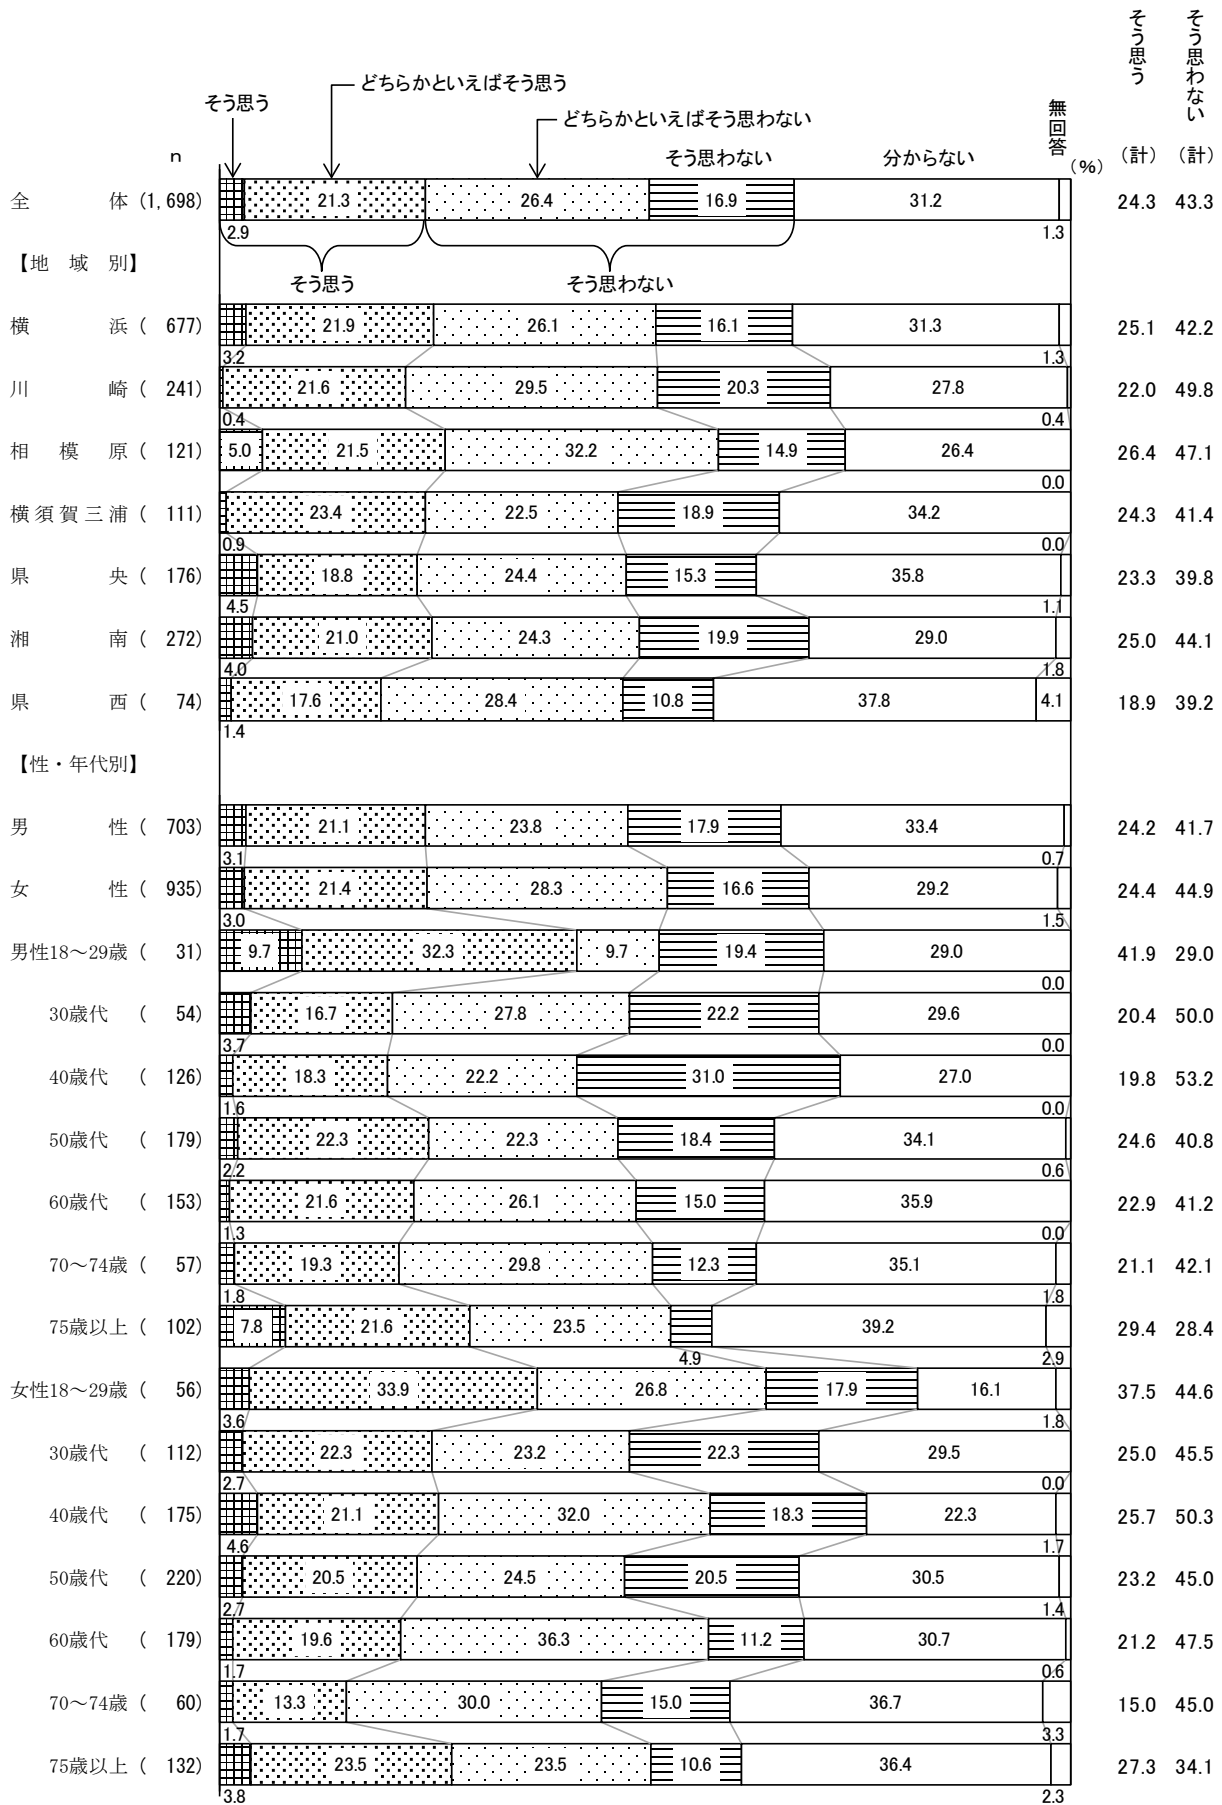 そう思う
そう思わない
どちらかといえばそう思う
そう思う
どちらかといえばそう思わない
無回答
n
そう思わない
分からない
(%)
(計) (計)
全体 (1,698) 21.3 26.4 16.9 31.2 24.3 43.3
2.9 1.3
【地域別】
そう思う そう思わない
横浜 ( 677) 21.9 26.1 16.1 31.3 25.1 42.2
3.2 1.3
川崎 ( 241) 21.6 29.5 20.3 27.8 22.0 49.8
0.4 0.4
相模原 ( 121) 5.0 21.5 32.2 14.9 26.4 26.4 47.1
0.0
横須賀三浦 ( 111) 23.4 22.5 18.9 34.2 24.3 41.4
0.9 0.0
県央 ( 176) 18.8 24.4 15.3 35.8 23.3 39.8
4.5 1.1
湘南 ( 272) 21.0 24.3 19.9 29.0 25.0 44.1
4.0 1.8
県西 ( 74) 17.6 28.4 10.8 37.8 4.1 18.9 39.2
1.4
【性・年代別】
男性 ( 703) 21.1 23.8 17.9 33.4 24.2 41.7
3.1 0.7
女性 ( 935) 21.4 28.3 16.6 29.2 24.4 44.9
3.0 1.5
男性18～29歳 ( 31) 9.7 32.3 9.7 19.4 29.0 41.9 29.0
0.0
30歳代 ( 54) 16.7 27.8 22.2 29.6 20.4 50.0
3.7 0.0
40歳代 ( 126) 18.3 22.2 31.0 27.0 19.8 53.2
1.6 0.0
50歳代 ( 179) 22.3 22.3 18.4 34.1 24.6 40.8
2.2 0.6
60歳代 ( 153) 21.6 26.1 15.0 35.9 22.9 41.2
1.3 0.0
70～74歳 ( 57) 19.3 29.8 12.3 35.1 21.1 42.1
1.8 1.8
75歳以上 ( 102) 7.8 21.6 23.5 39.2 29.4 28.4
4.9 2.9
女性18～29歳 ( 56) 33.9 26.8 17.9 16.1 37.5 44.6
3.6 1.8
30歳代 ( 112) 22.3 23.2 22.3 29.5 25.0 45.5
2.7 0.0
40歳代 ( 175) 21.1 32.0 18.3 22.3 25.7 50.3
4.6 1.7
50歳代 ( 220) 20.5 24.5 20.5 30.5 23.2 45.0
2.7 1.4
60歳代 ( 179) 19.6 36.3 11.2 30.7 21.2 47.5
1.7 0.6
70～74歳 ( 60) 13.3 30.0 15.0 36.7 15.0 45.0
1.7 3.3
75歳以上 ( 132) 23.5 23.5 10.6 36.4 27.3 34.1
3.8 2.3